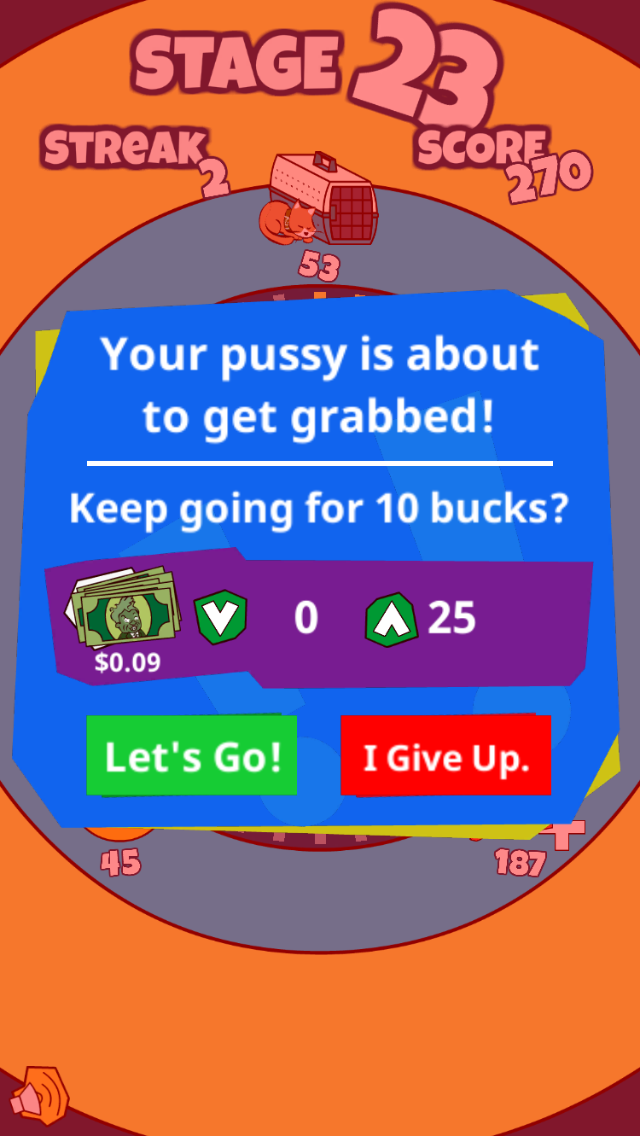 STAGE 23
STREAK 2
SCORE 270
53
Your pussy is about
to get grabbed!
Keep going for 10 bucks?
0
25
$0.09
Let's Go!
I Give Up.
45
187